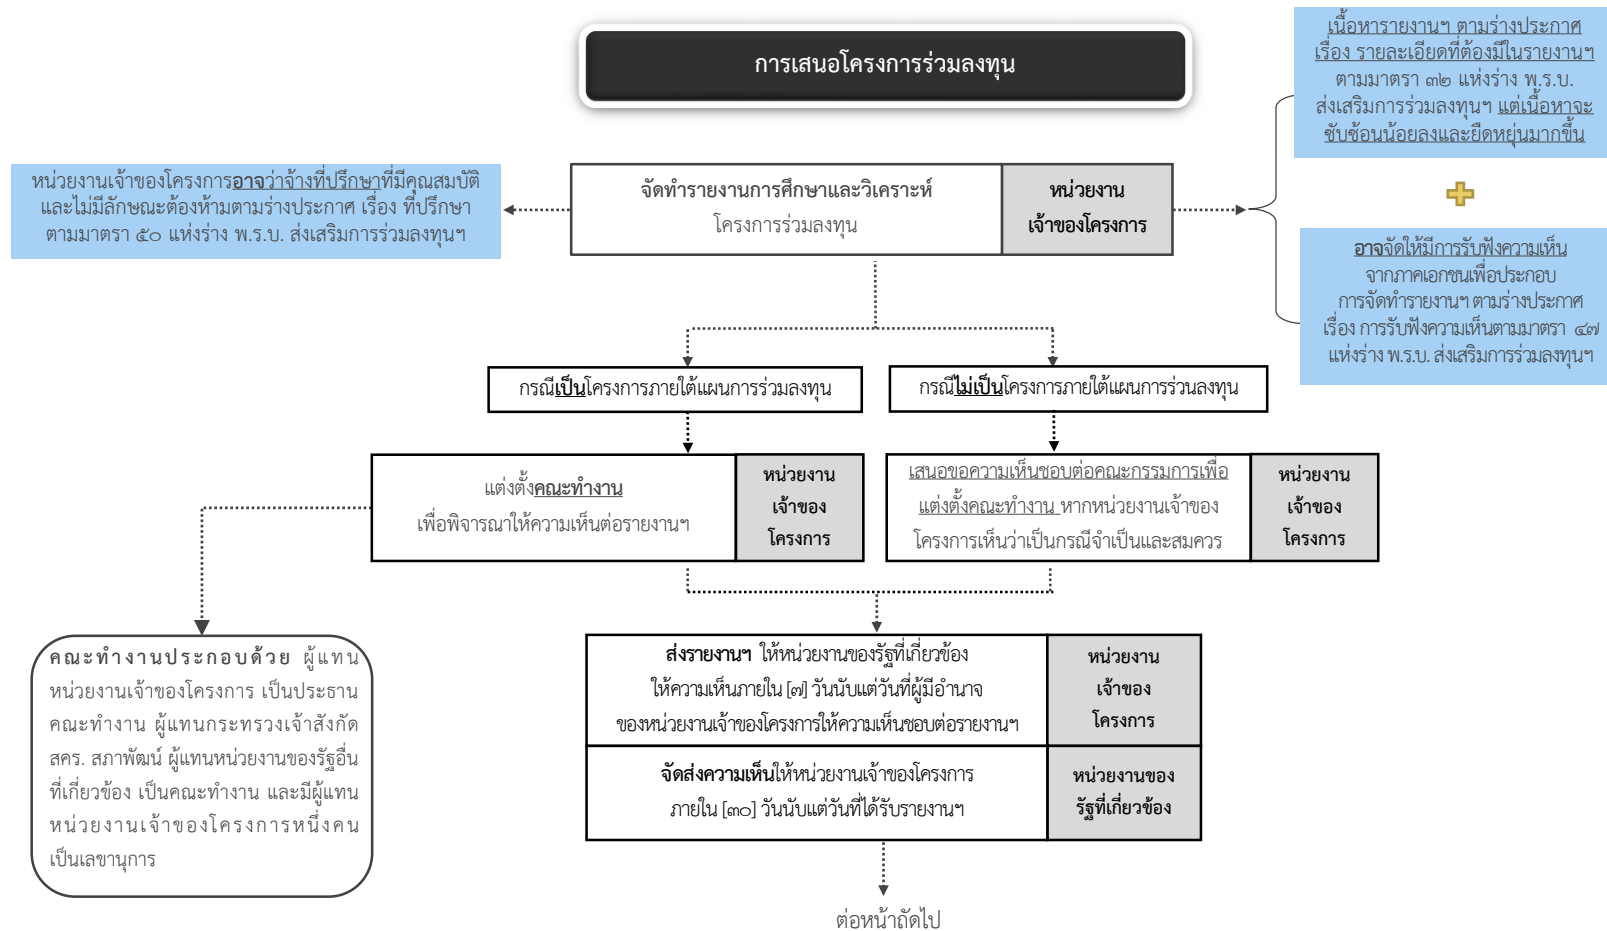 การเสนอโครงการร่วมลงทุน
เนื้อหารายงานฯ ตามร่างประกาศ
เรื่อง รายละเอียดที่ต้องมีในรายงานฯ
ตามมาตรา ๓๒ แห่งร่าง พ.ร.บ.
ส่งเสริมการร่วมลงทุนฯ แต่เนื้อหาจะ
ซับซ้อนน้อยลงและยืดหยุ่นมากขึ้น
หน่วยงานเจ้าของโครงการอาจว่าจ้างที่ปรึกษาที่มีคุณสมบัติ
และไม่มีลักษณะต้องห้ามตามร่างประกาศ เรื่อง ที่ปรึกษา
ตามมาตรา ๕๐ แห่งร่าง พ.ร.บ. ส่งเสริมการร่วมลงทุนฯ
จัดทำรายงานการศึกษาและวิเคราะห์
โครงการร่วมลงทุน
หน่วยงาน
เจ้าของโครงการ
อาจจัดให้มีการรับฟังความเห็น
จากภาคเอกชนเพื่อประกอบ
การจัดทำรายงานฯ ตามร่างประกาศ
เรื่อง การรับฟังความเห็นตามมาตรา ๔๗
แห่งร่าง พ.ร.บ. ส่งเสริมการร่วมลงทุนฯ
กรณีเป็นโครงการภายใต้แผนการร่วมลงทุน
กรณีไม่เป็นโครงการภายใต้แผนการร่วนลงทุน
แต่งตั้งคณะทำงาน
เพื่อพิจารณาให้ความเห็นต่อรายงานฯ
หน่วยงาน
เจ้าของ
โครงการ
เสนอขอความเห็นชอบต่อคณะกรรมการเพื่อ
แต่งตั้งคณะทำงาน หากหน่วยงานเจ้าของ
โครงการเห็นว่าเป็นกรณีจำเป็นและสมควร
หน่วยงาน
เจ้าของ
โครงการ
คณะทำงานประกอบด้วย ผู้แทน
หน่วยงานเจ้าของโครงการ เป็นประธาน
คณะทำงาน ผู้แทนกระทรวงเจ้าสังกัด
สคร. สภาพัฒน์ ผู้แทนหน่วยงานของรัฐอื่น
ที่เกี่ยวข้อง เป็นคณะทำงาน และมีผู้แทน
หน่วยงานเจ้าของโครงการหนึ่งคน
เป็นเลขานุการ
ส่งรายงานฯ ให้หน่วยงานของรัฐที่เกี่ยวข้อง
ให้ความเห็นภายใน [๗] วันนับแต่วันที่ผู้มีอำนาจ
ของหน่วยงานเจ้าของโครงการให้ความเห็นชอบต่อรายงานฯ
หน่วยงาน
เจ้าของ
โครงการ
จัดส่งความเห็นให้หน่วยงานเจ้าของโครงการ
ภายใน [๓๐] วันนับแต่วันที่ได้รับรายงานฯ
หน่วยงานของ
รัฐที่เกี่ยวข้อง
ต่อหน้าถัดไป